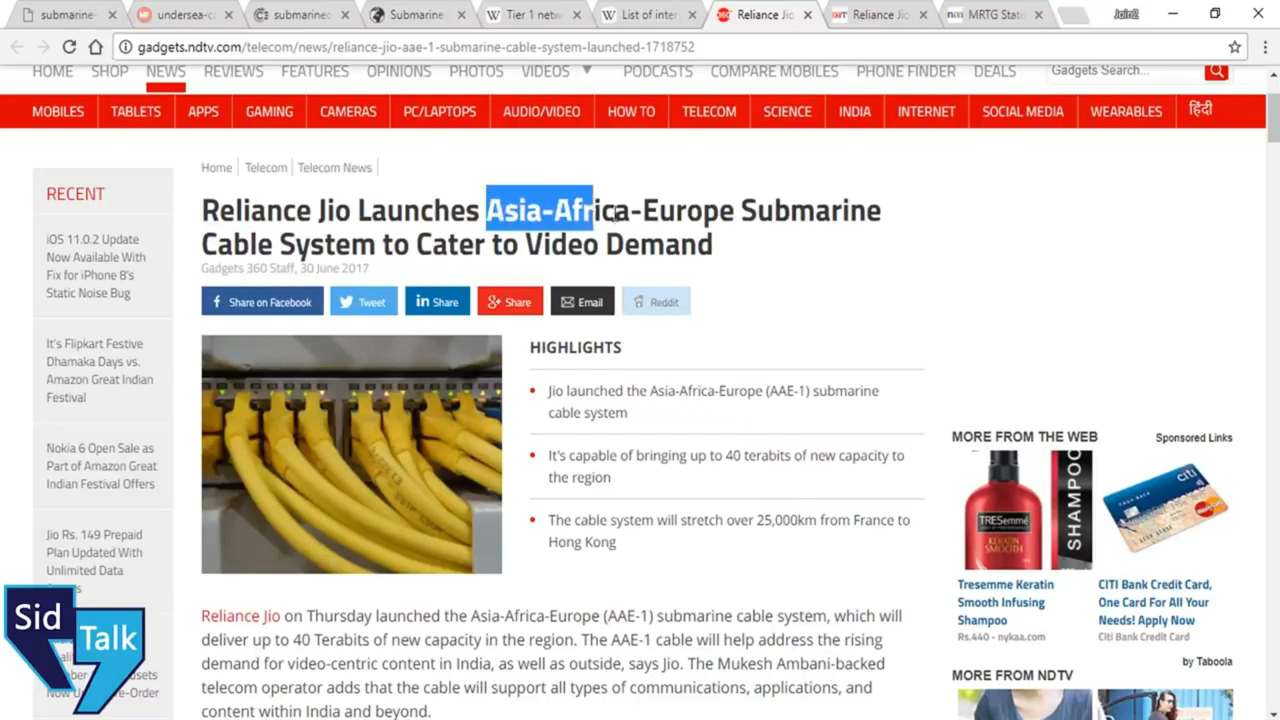 submarine-
undersea-c
submarinec
Submarine
Tier 1 netw
List of inter
Reliance Jio
Reliance Jio
MRTG Stati
Join2
gadgets.ndtv.com/telecom/news/reliance-jio-aae-1-submarine-cable-system-launched-1718752
HOME SHOP NEWS REVIEWS FEATURES OPINIONS PHOTOS VIDEOS PODCASTS COMPARE MOBILES PHONE FINDER DEALS Gadgets Search...
MOBILES TABLETS APPS GAMING CAMERAS PC/LAPTOPS AUDIO/VIDEO HOW TO TELECOM SCIENCE INDIA INTERNET SOCIAL MEDIA WEARABLES हिंदी
Home Telecom Telecom News
RECENT
iOS 11.0.2 Update
Now Available With
Fix for iPhone 8's
Static Noise Bug
It's Flipkart Festive
Dhamaka Days vs.
Amazon Great Indian
Festival
Nokia 6 Open Sale as
Part of Amazon Great
Indian Festival Offers
Jio Rs. 149 Prepaid
Plan Updated With
Unlimited Data
Reliance Jio Launches Asia-Africa-Europe Submarine
Cable System to Cater to Video Demand
Gadgets 360 Staff, 30 June 2017
Share on Facebook Tweet Share Share Email Reddit
HIGHLIGHTS
Jio launched the Asia-Africa-Europe (AAE-1) submarine
cable system
It's capable of bringing up to 40 terabits of new capacity to
the region
The cable system will stretch over 25,000km from France to
Hong Kong
Reliance Jio on Thursday launched the Asia-Africa-Europe (AAE-1) submarine cable system, which will
deliver up to 40 Terabits of new capacity in the region. The AAE-1 cable will help address the rising
demand for video-centric content in India, as well as outside, says Jio. The Mukesh Ambani-backed
telecom operator adds that the cable will support all types of communications, applications, and
content within India and beyond.
MORE FROM THE WEB Sponsored Links
TRESemmé
KERATIN
SMOOTH
SHAMPOO
citi
Tresemme Keratin
Smooth Infusing
Shampoo
Rs.440 - nykaa.com
CITI Bank Credit Card,
One Card For All Your
Needs! Apply Now
Citi Bank Credit Card
by Taboola
MORE FROM NDTV
Sid
Talk